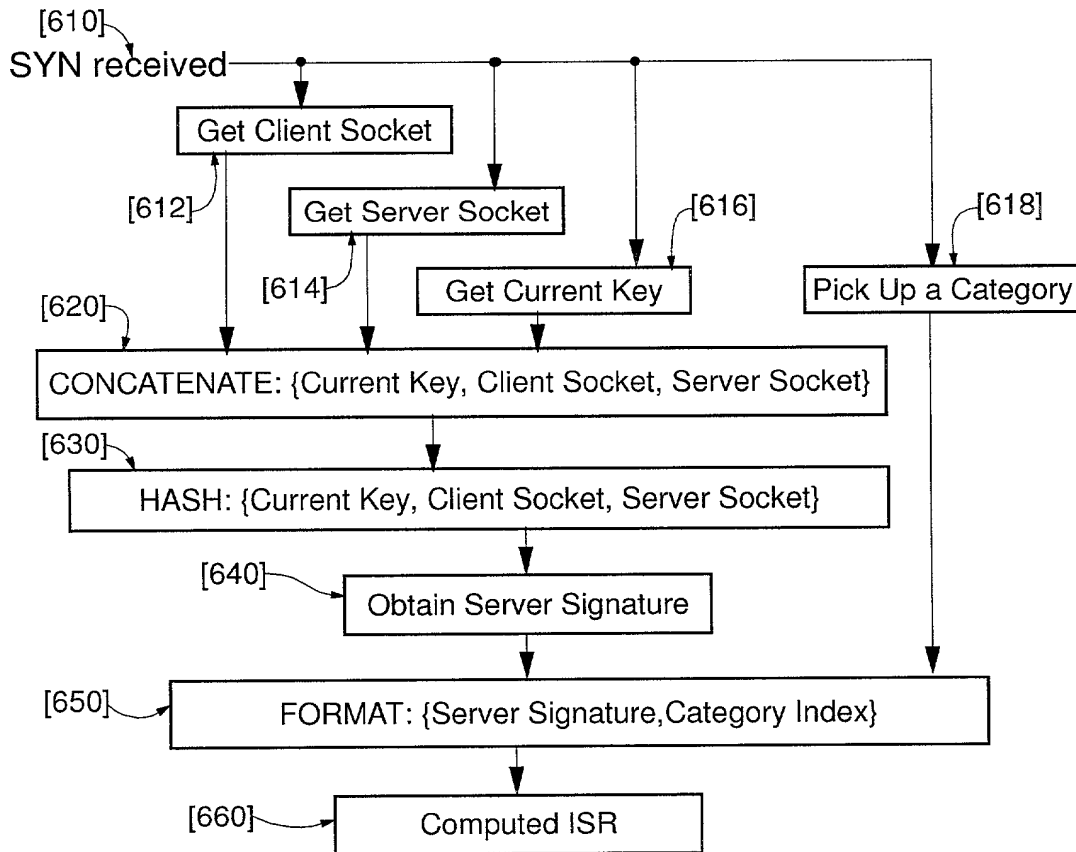 [610]
SYN received
Get Client Socket
[612]
Get Server Socket
[616]
[618]
[614]
Get Current Key
Pick Up a Category
[620]
CONCATENATE: {Current Key, Client Socket, Server Socket}
[630]
HASH: {Current Key, Client Socket, Server Socket}
[640]
Obtain Server Signature
[650]
FORMAT: {Server Signature,Category Index}
[660]
Computed ISR